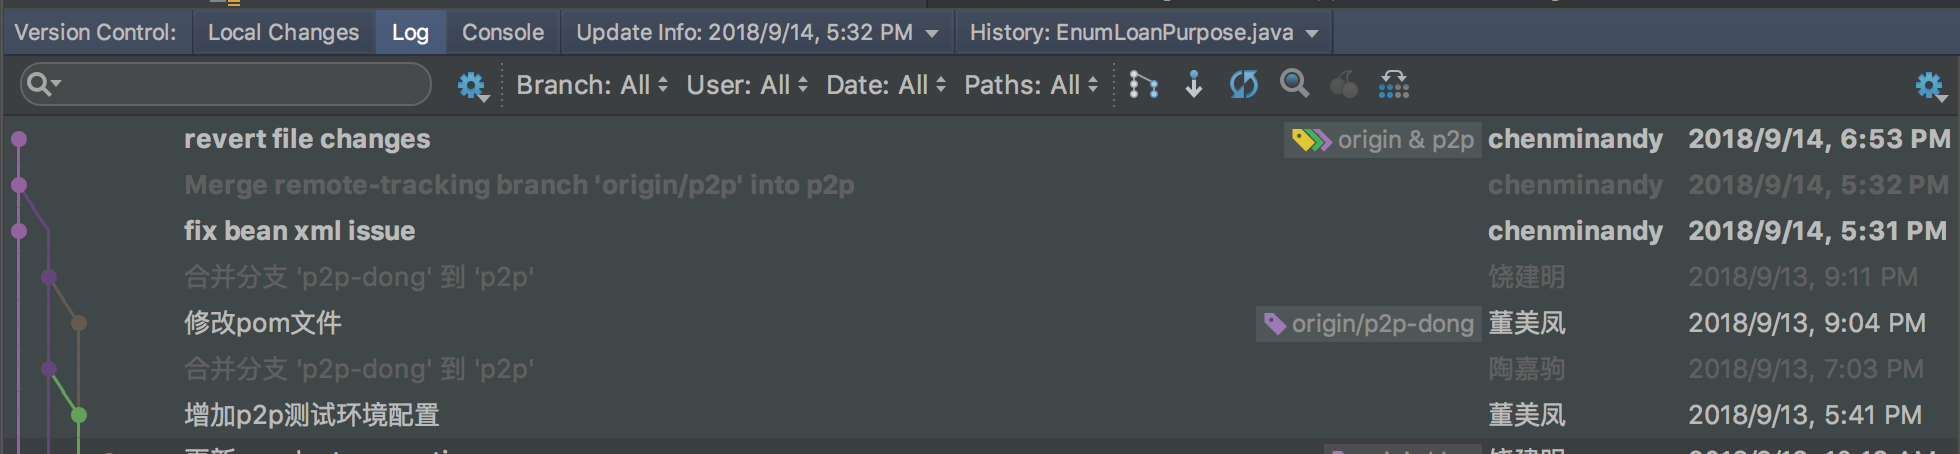 Version Control: Local Changes Log Console Update Info: 2018/9/14, 5:32 PM History: EnumLoanPurpose.java
Branch: All User: All Date: All Paths: All
revert file changes origin & p2p chenminandy 2018/9/14, 6:53 PM
Merge remote-tracking branch 'origin/p2p' into p2p chenminandy 2018/9/14, 5:32 PM
fix bean xml issue chenminandy 2018/9/14, 5:31 PM
合并分支 'p2p-dong' 到 'p2p' 饶建明 2018/9/13, 9:11 PM
修改pom文件 origin/p2p-dong 董美凤 2018/9/13, 9:04 PM
合并分支 'p2p-dong' 到 'p2p' 陶嘉驹 2018/9/13, 7:03 PM
增加p2p测试环境配置 董美凤 2018/9/13, 5:41 PM